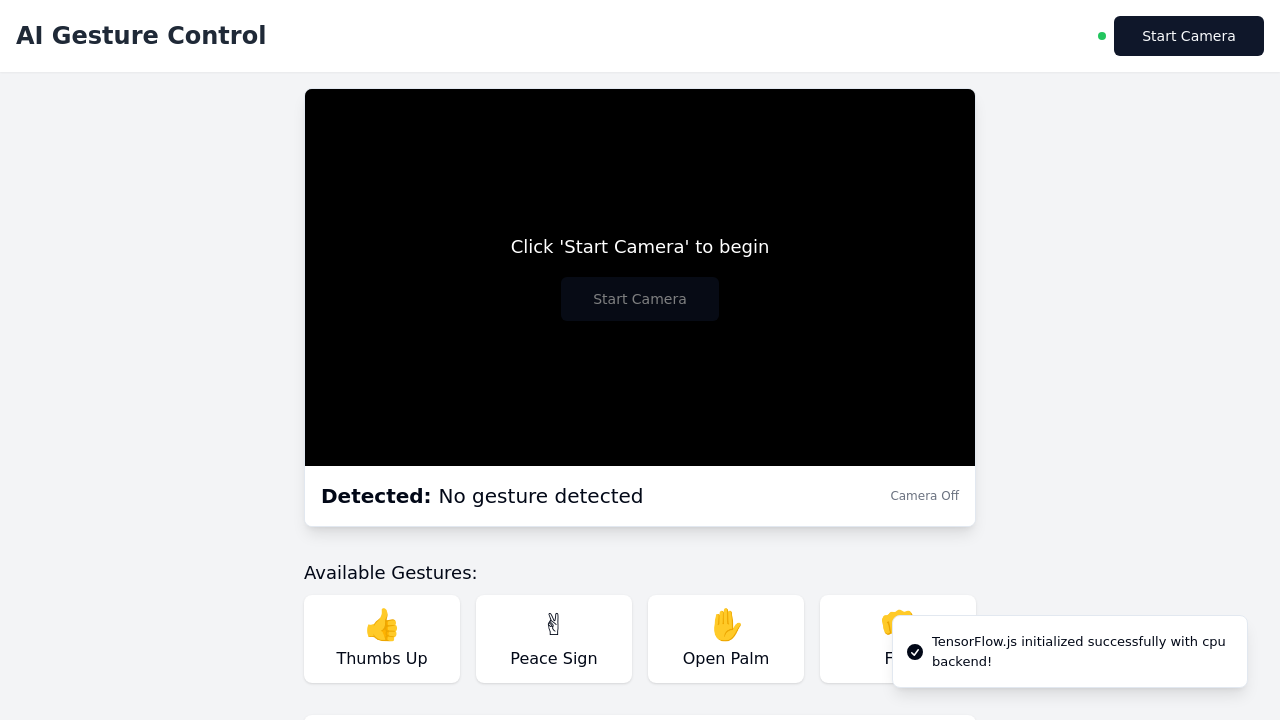 AI Gesture Control
Start Camera
Click 'Start Camera' to begin
Start Camera
Detected: No gesture detected
Camera Off
Available Gestures:
Thumbs Up
Peace Sign
Open Palm
TensorFlow.js initialized successfully with cpu
backend!